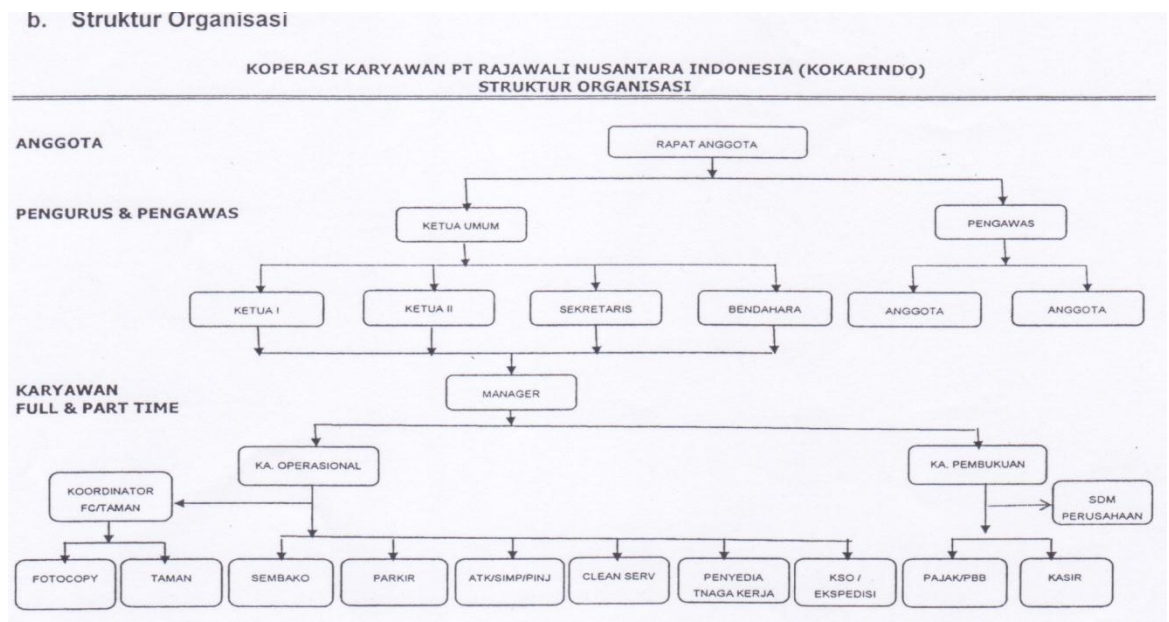 b. Struktur Organisasi
KOPERASI KARYAWAN PT RAJAWALI NUSANTARA INDONESIA (KOKARINDO)
STRUKTUR ORGANISASI
ANGGOTA
RAPAT ANGGOTA
PENGURUS & PENGAWAS
KETUA UMUM
PENGAWAS
KETUA I
KETUA II
SEKRETARIS
BENDAHARA
ANGGOTA
ANGGOTA
KARYAWAN
FULL & PART TIME
MANAGER
KA. OPERASIONAL
KA. PEMBUKUAN
KOORDINATOR
FC/TAMAN
SDM
PERUSAHAAN
FOTOCOPY
TAMAN
SEMBAKO
PARKIR
ATK/SIMP/PINJ
CLEAN SERV
PENYEDIA
TNAGA KERJA
KSO /
EKSPEDISI
PAJAK/PBB
KASIR